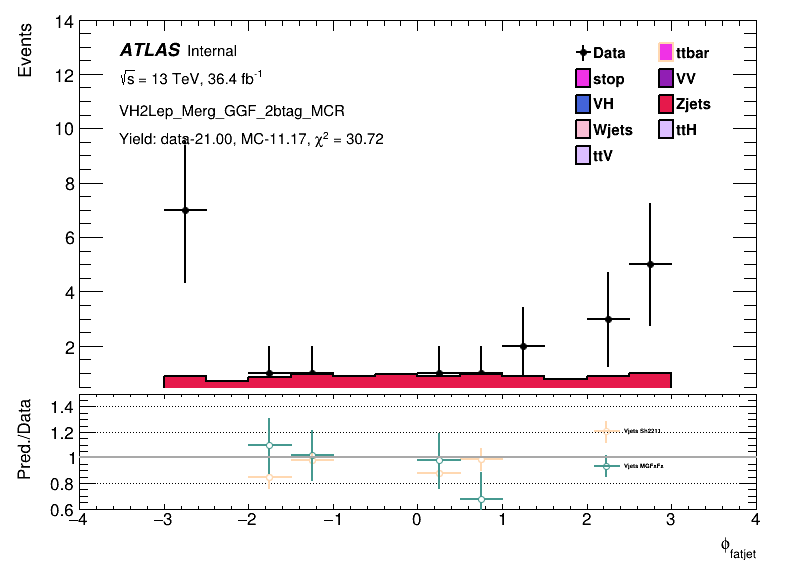 Events
14
12
10
8
6
4
2
ATLAS Internal
√s = 13 TeV, 36.4 fb⁻¹
VH2Lep_Merg_GGF_2btag_MCR
Yield: data-21.00, MC-11.17, χ² = 30.72
Data
ttbar
stop
VV
VH
Zjets
Wjets
ttH
ttV
Pred./Data
1.4
1.2
1
0.8
0.6
Vjets Sh2211
Vjets MGFxFx
−4 −3 −2 −1 0 1 2 3 4
ϕfatjet